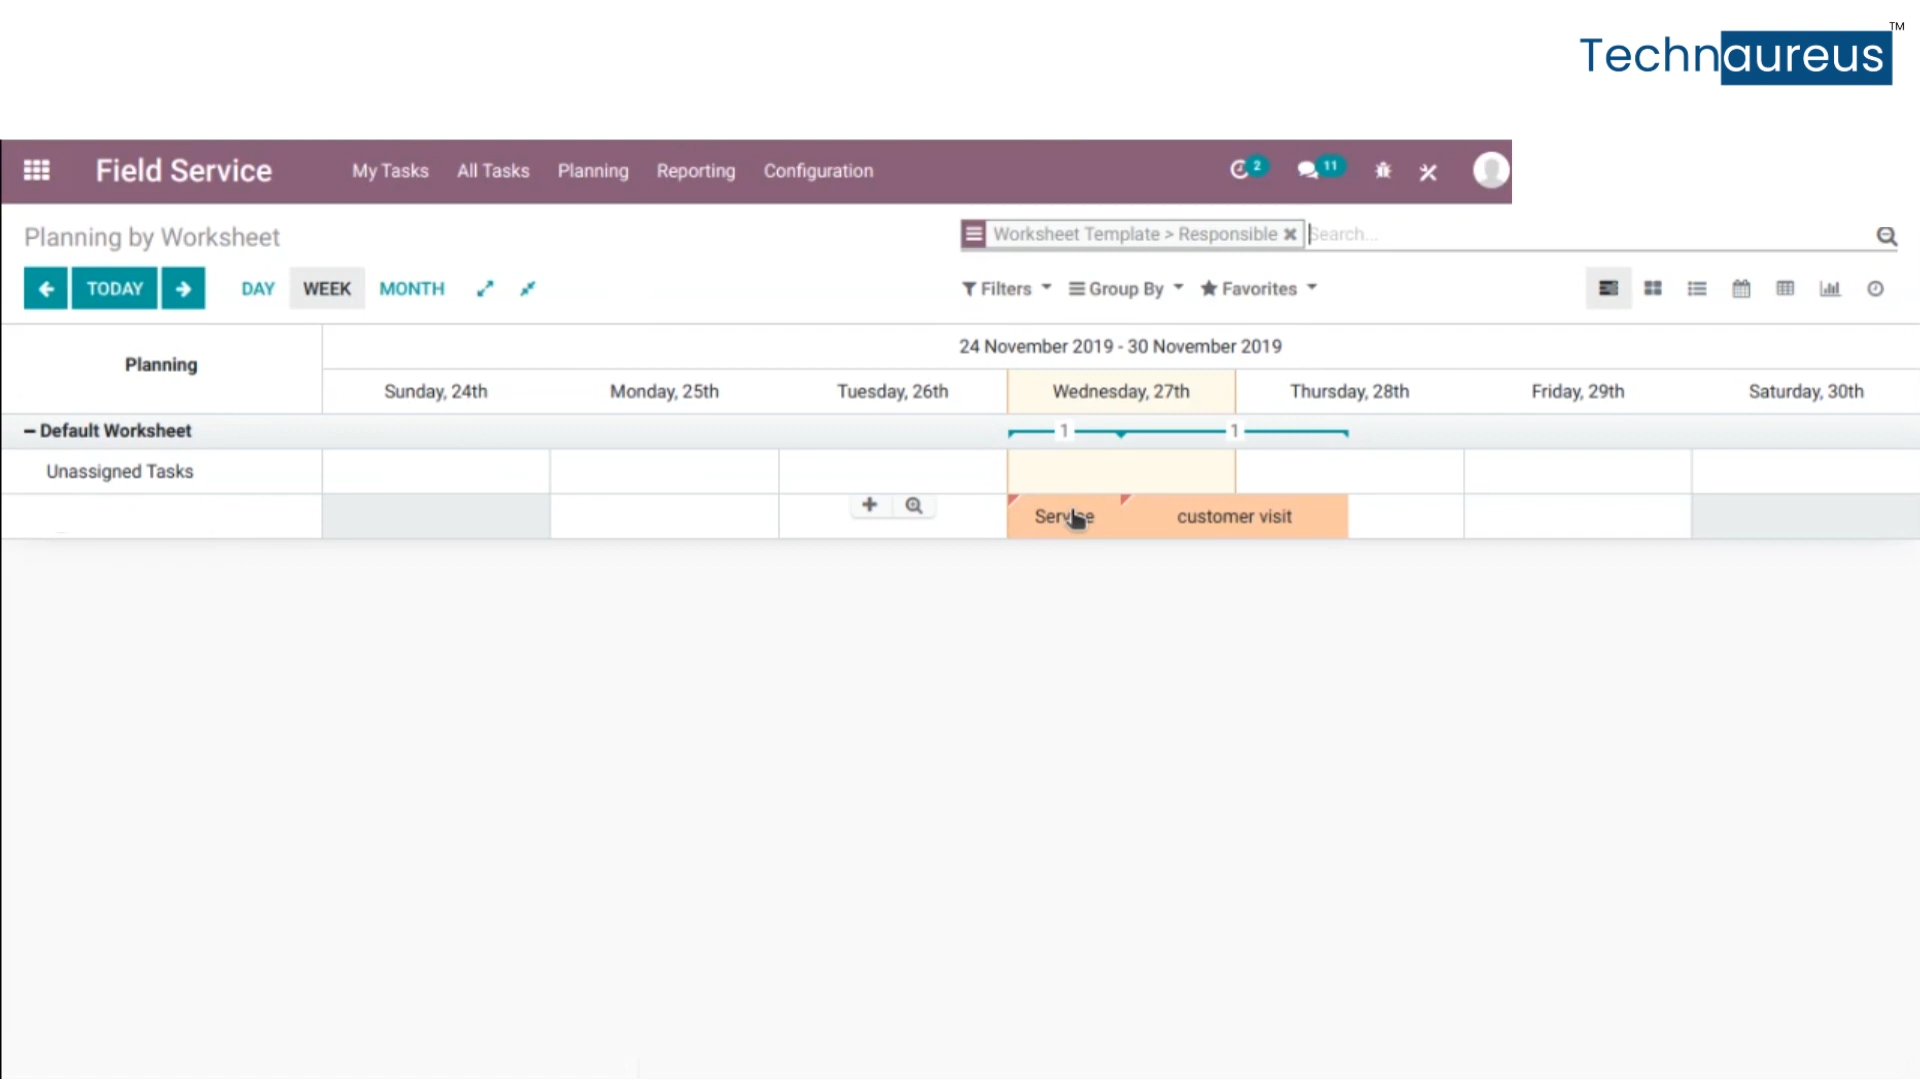 Technaureus™
Field Service My Tasks All Tasks Planning Reporting Configuration 2 11
Planning by Worksheet Worksheet Template > Responsible Search...
TODAY DAY WEEK MONTH Filters Group By Favorites
24 November 2019 - 30 November 2019
Planning
Sunday, 24th Monday, 25th Tuesday, 26th Wednesday, 27th Thursday, 28th Friday, 29th Saturday, 30th
Default Worksheet 1 1
Unassigned Tasks
Service customer visit